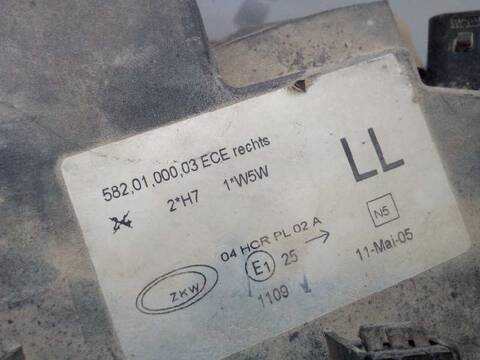 582,01,000,03 ECE rechts
LL
2*H7 1*W5W
04 HCR PL 02 A
E1 25 →
N5
ZKW
1109
11-Mai-05